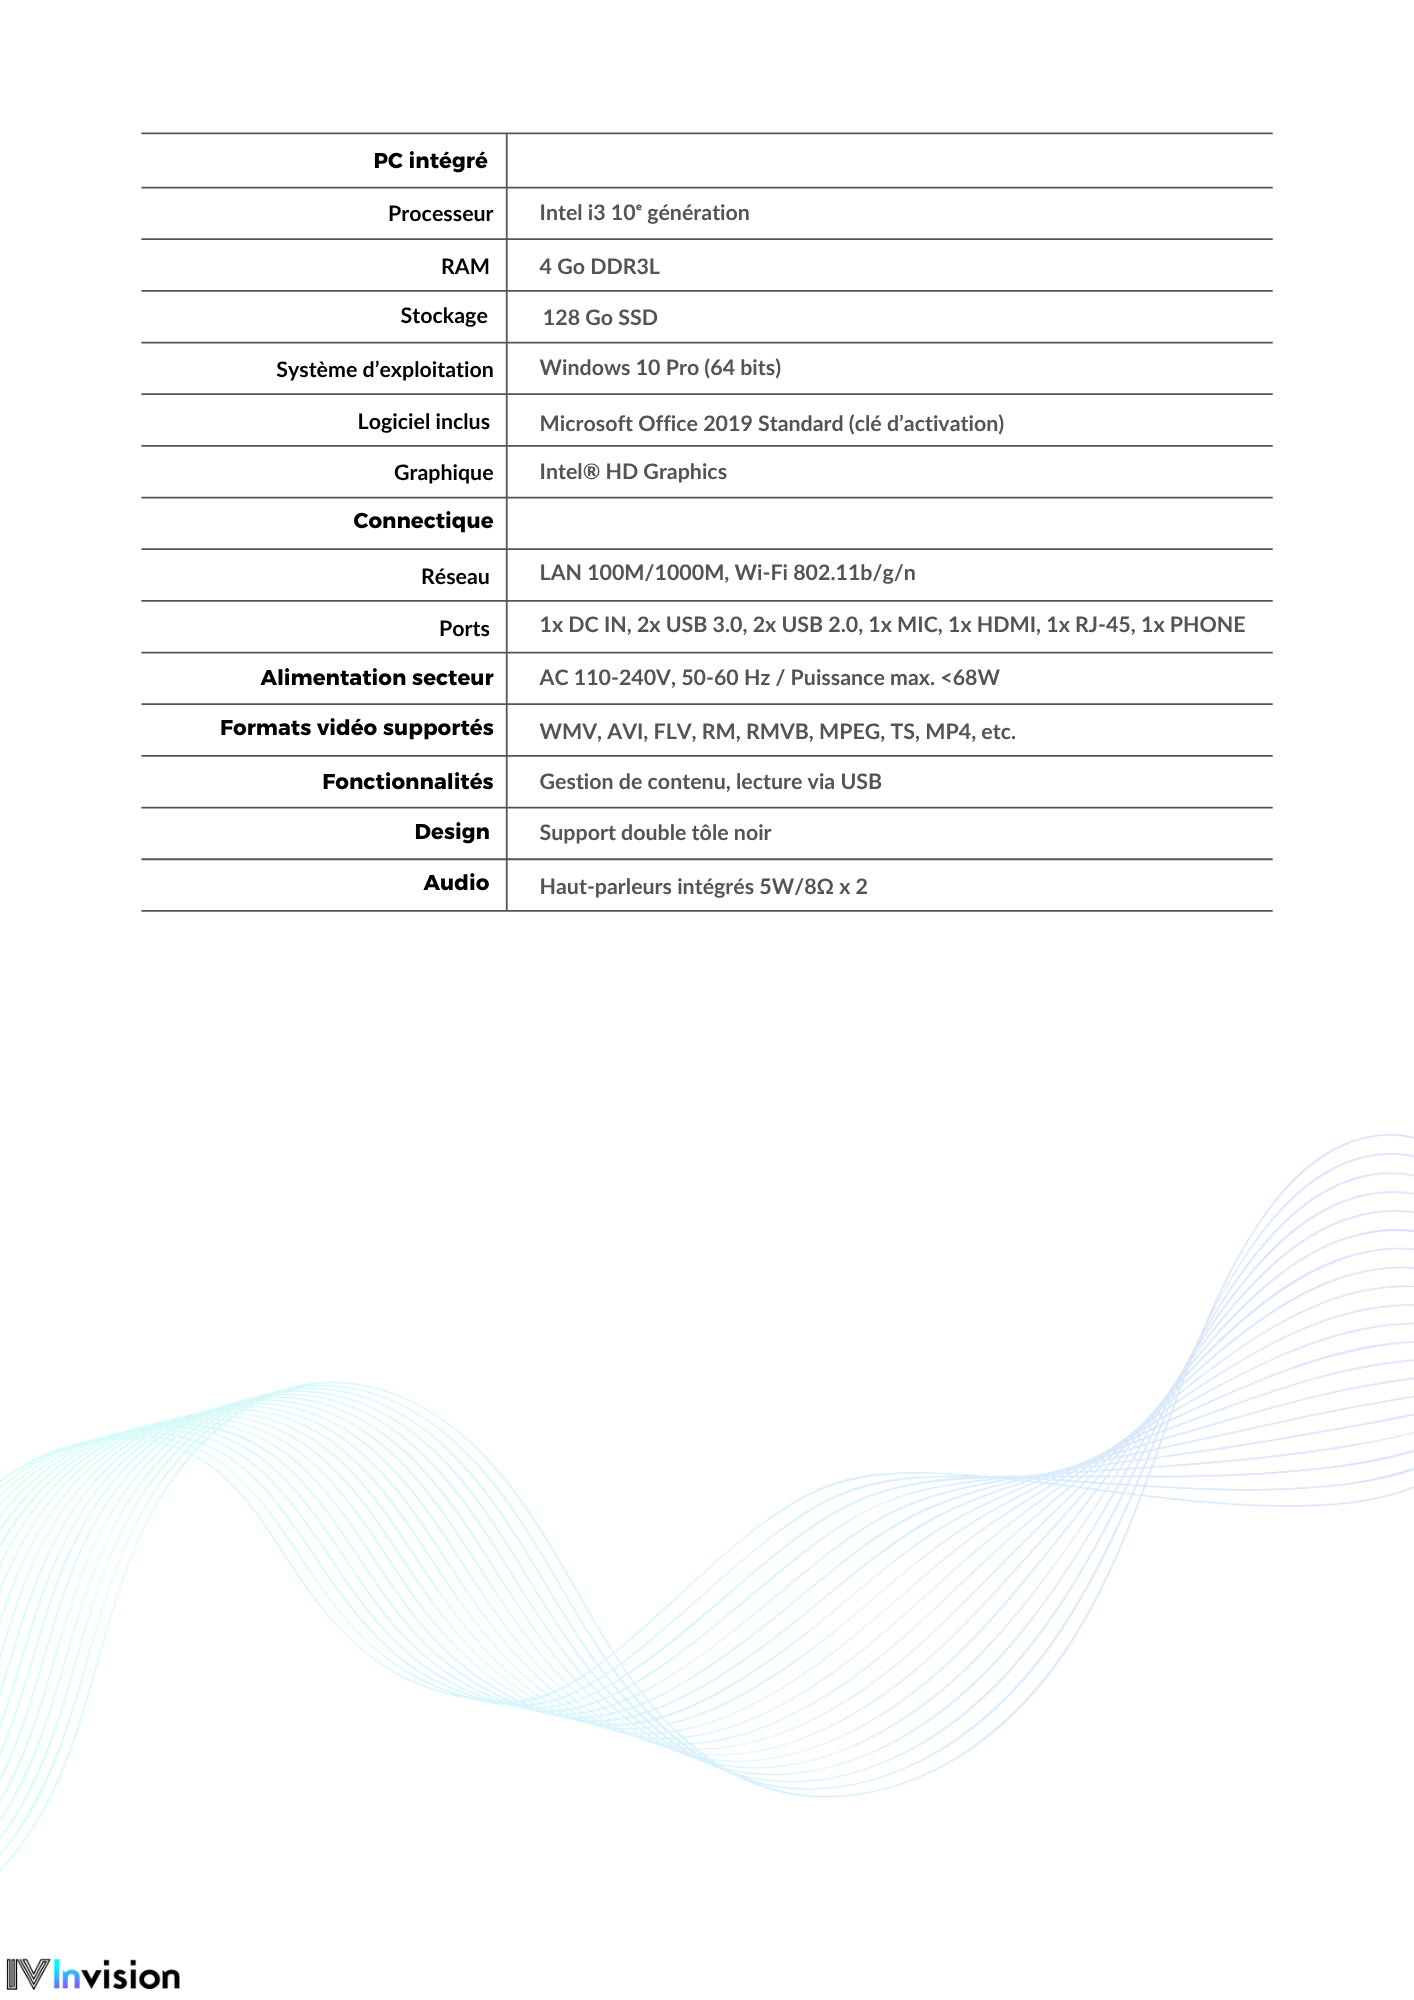 PC intégré
Processeur Intel i3 10ᵉ génération
RAM 4 Go DDR3L
Stockage 128 Go SSD
Système d’exploitation Windows 10 Pro (64 bits)
Logiciel inclus Microsoft Office 2019 Standard (clé d’activation)
Graphique Intel® HD Graphics
Connectique
Réseau LAN 100M/1000M, Wi-Fi 802.11b/g/n
Ports 1x DC IN, 2x USB 3.0, 2x USB 2.0, 1x MIC, 1x HDMI, 1x RJ-45, 1x PHONE
Alimentation secteur AC 110-240V, 50-60 Hz / Puissance max. <68W
Formats vidéo supportés WMV, AVI, FLV, RM, RMVB, MPEG, TS, MP4, etc.
Fonctionnalités Gestion de contenu, lecture via USB
Design Support double tôle noir
Audio Haut-parleurs intégrés 5W/8Ω x 2
IV Invision